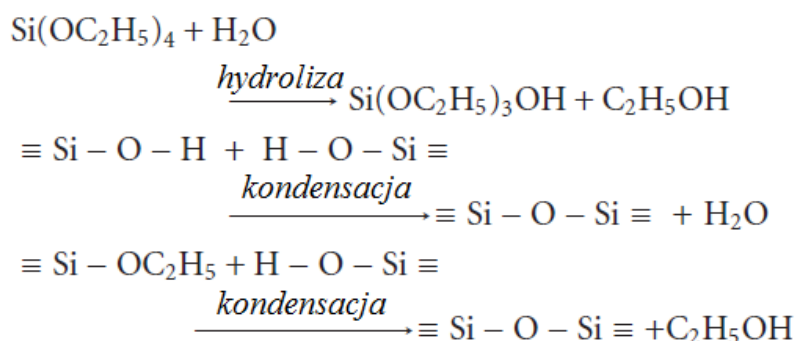 Si(OC₂H₅)₄ + H₂O
hydroliza
Si(OC₂H₅)₃OH + C₂H₅OH
≡ Si – O – H + H – O – Si ≡
kondensacja
≡ Si – O – Si ≡ + H₂O
≡ Si – OC₂H₅ + H – O – Si ≡
kondensacja
≡ Si – O – Si ≡ +C₂H₅OH